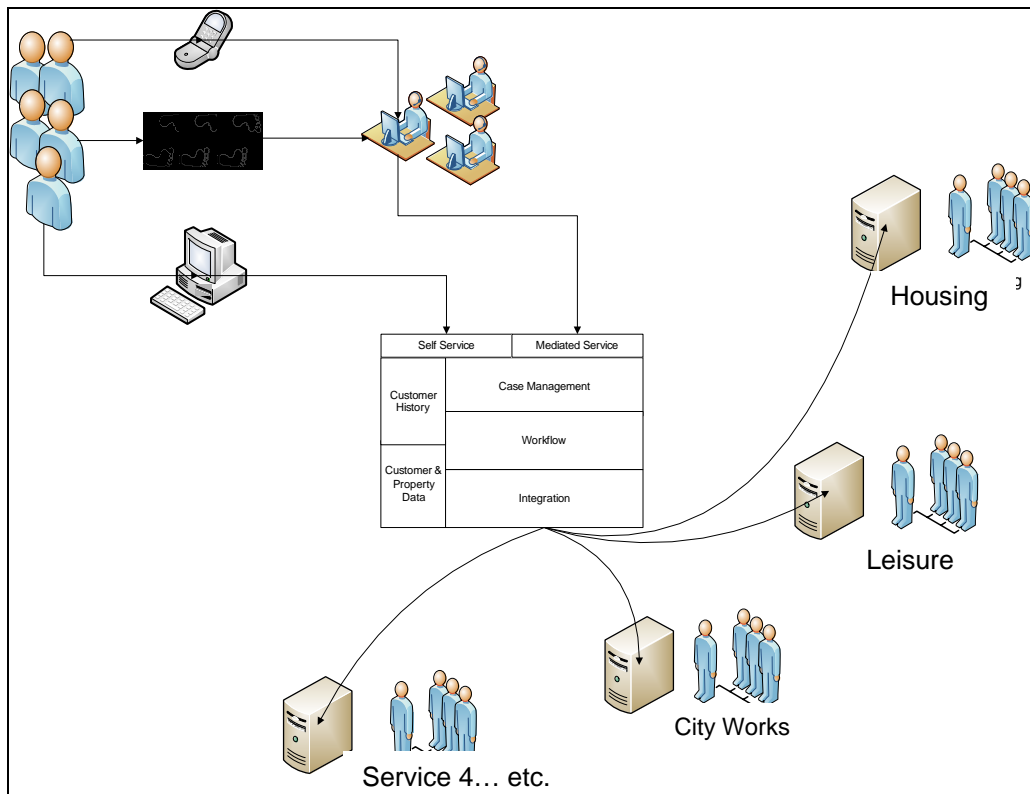 Self Service
Mediated Service
Customer
History
Case Management
Workflow
Customer &
Property
Data
Integration
g
Housing
Leisure
City Works
Service 4... etc.